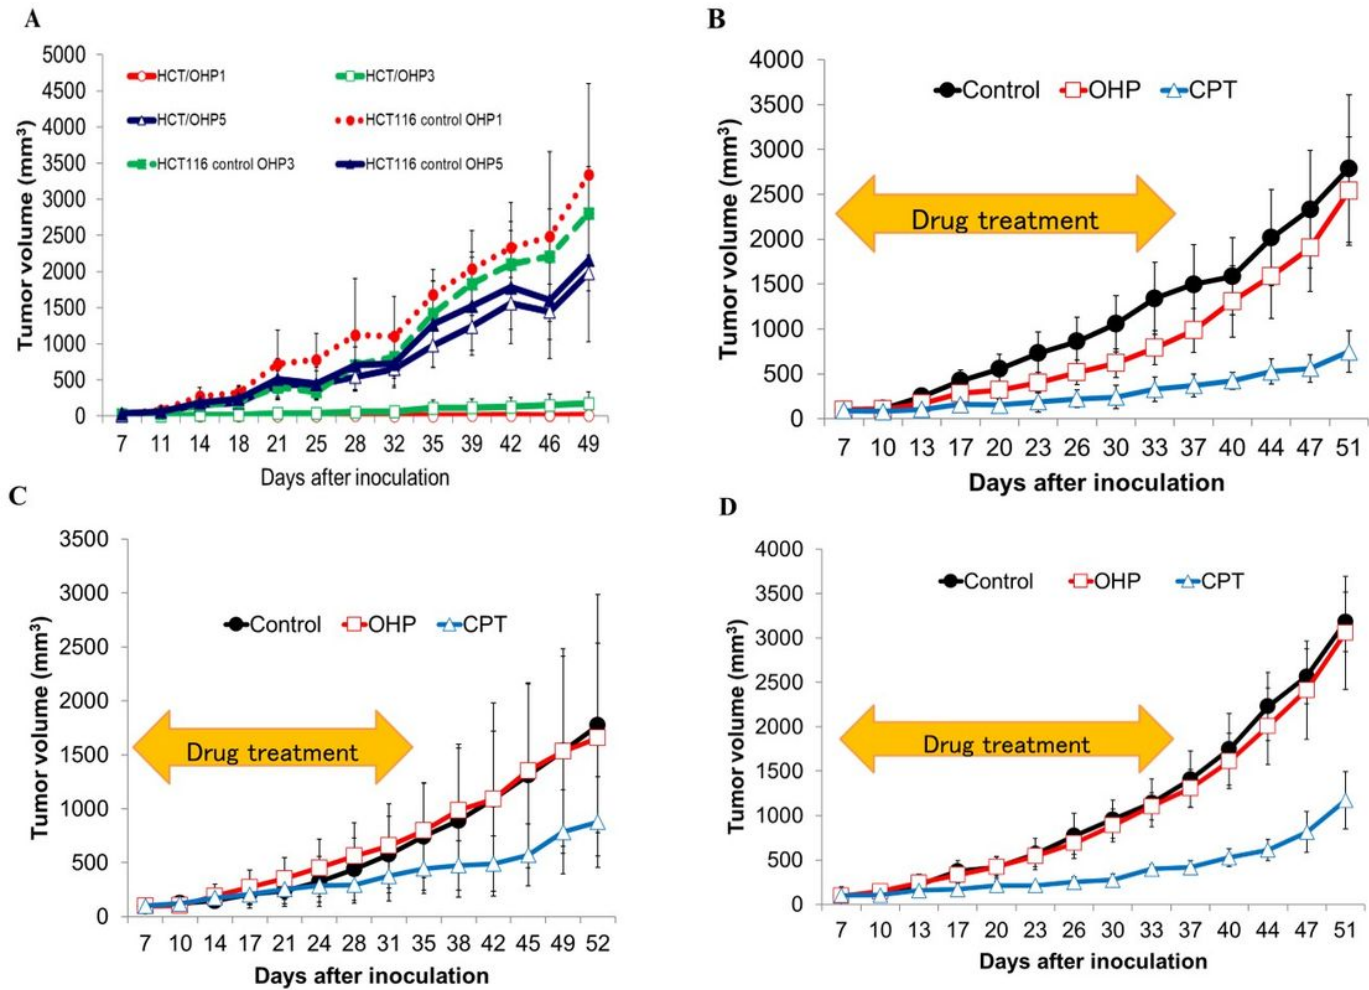 A
5000
4500
4000
3500
3000
2500
2000
1500
1000
500
0
Tumor volume (mm³)
HCT/OHP1
HCT/OHP3
HCT/OHP5
HCT116 control OHP1
HCT116 control OHP3
HCT116 control OHP5
7 11 14 18 21 25 28 32 35 39 42 46 49
Days after inoculation
B
4000
3500
3000
2500
2000
1500
1000
500
0
Tumor volume (mm³)
Control OHP CPT
Drug treatment
7 10 13 17 20 23 26 30 33 37 40 44 47 51
Days after inoculation
C
3500
3000
2500
2000
1500
1000
500
0
Tumor volume (mm³)
Control OHP CPT
Drug treatment
7 10 14 17 21 24 28 31 35 38 42 45 49 52
Days after inoculation
D
4000
3500
3000
2500
2000
1500
1000
500
0
Tumor volume (mm³)
Control OHP CPT
Drug treatment
7 10 13 17 20 23 26 30 33 37 40 44 47 51
Days after inoculation